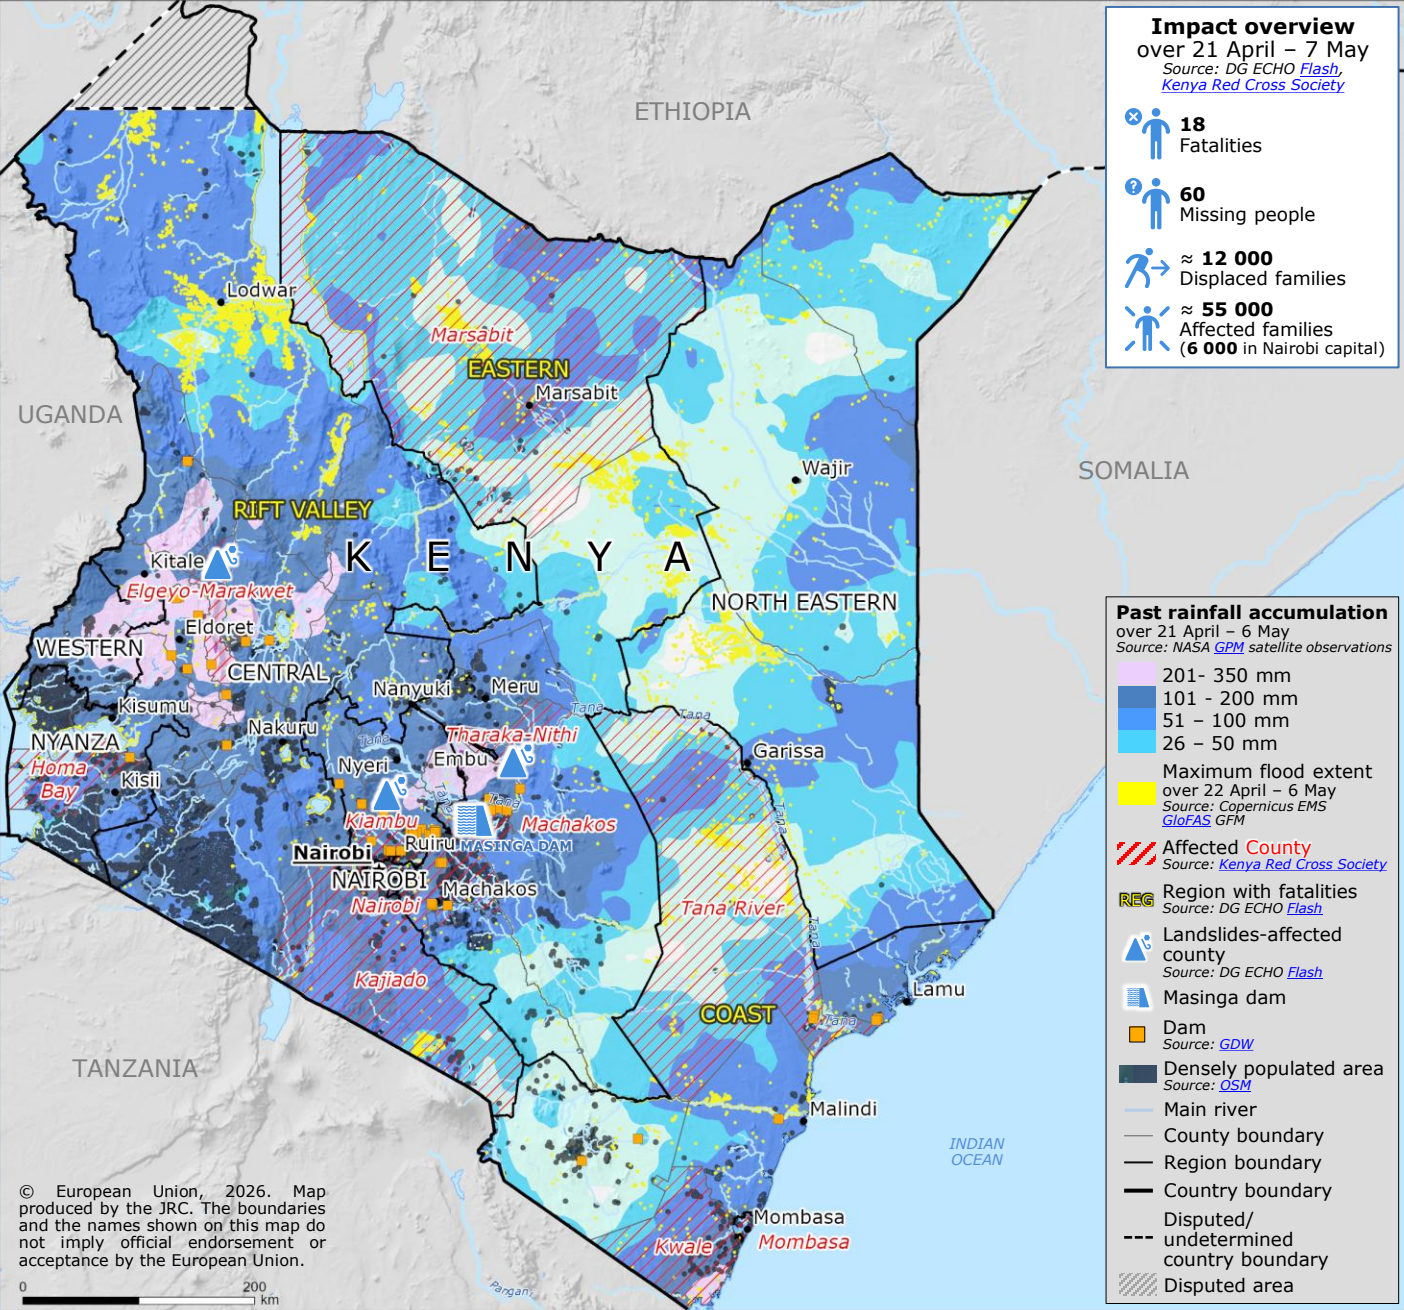 Impact overview
over 21 April – 7 May
Source: DG ECHO Flash,
Kenya Red Cross Society
18
Fatalities
60
Missing people
≈ 12 000
Displaced families
≈ 55 000
Affected families
(6 000 in Nairobi capital)
ETHIOPIA
Lodwar
Marsabit
EASTERN
Marsabit
UGANDA
Wajir
SOMALIA
RIFT VALLEY
K E N Y A
Kitale
Elgeyo-Marakwet
NORTH EASTERN
Eldoret
WESTERN
CENTRAL
Nanyuki
Meru
Kisumu
Tana
Tana
Nakuru
NYANZA
Tana
Tharaka-Nithi
Garissa
Homa
Bay
Nyeri
Embu
Kisii
Tana
Tana
Tana
Kiambu
Machakos
Ruiru
MASINGA DAM
Nairobi
NAIROBI
Machakos
Nairobi
Tana River
Tana
Kajiado
Lamu
COAST
Tana
TANZANIA
Malindi
INDIAN
OCEAN
Mombasa
Mombasa
Kwale
Pangan
Past rainfall accumulation
over 21 April – 6 May
Source: NASA GPM satellite observations
201- 350 mm
101 - 200 mm
51 – 100 mm
26 – 50 mm
Maximum flood extent
over 22 April – 6 May
Source: Copernicus EMS
GloFAS GFM
Affected County
Source: Kenya Red Cross Society
REG Region with fatalities
Source: DG ECHO Flash
Landslides-affected
county
Source: DG ECHO Flash
Masinga dam
Dam
Source: GDW
Densely populated area
Source: OSM
Main river
County boundary
Region boundary
Country boundary
Disputed/
undetermined
country boundary
Disputed area
© European Union, 2026. Map
produced by the JRC. The boundaries
and the names shown on this map do
not imply official endorsement or
acceptance by the European Union.
0 200
km